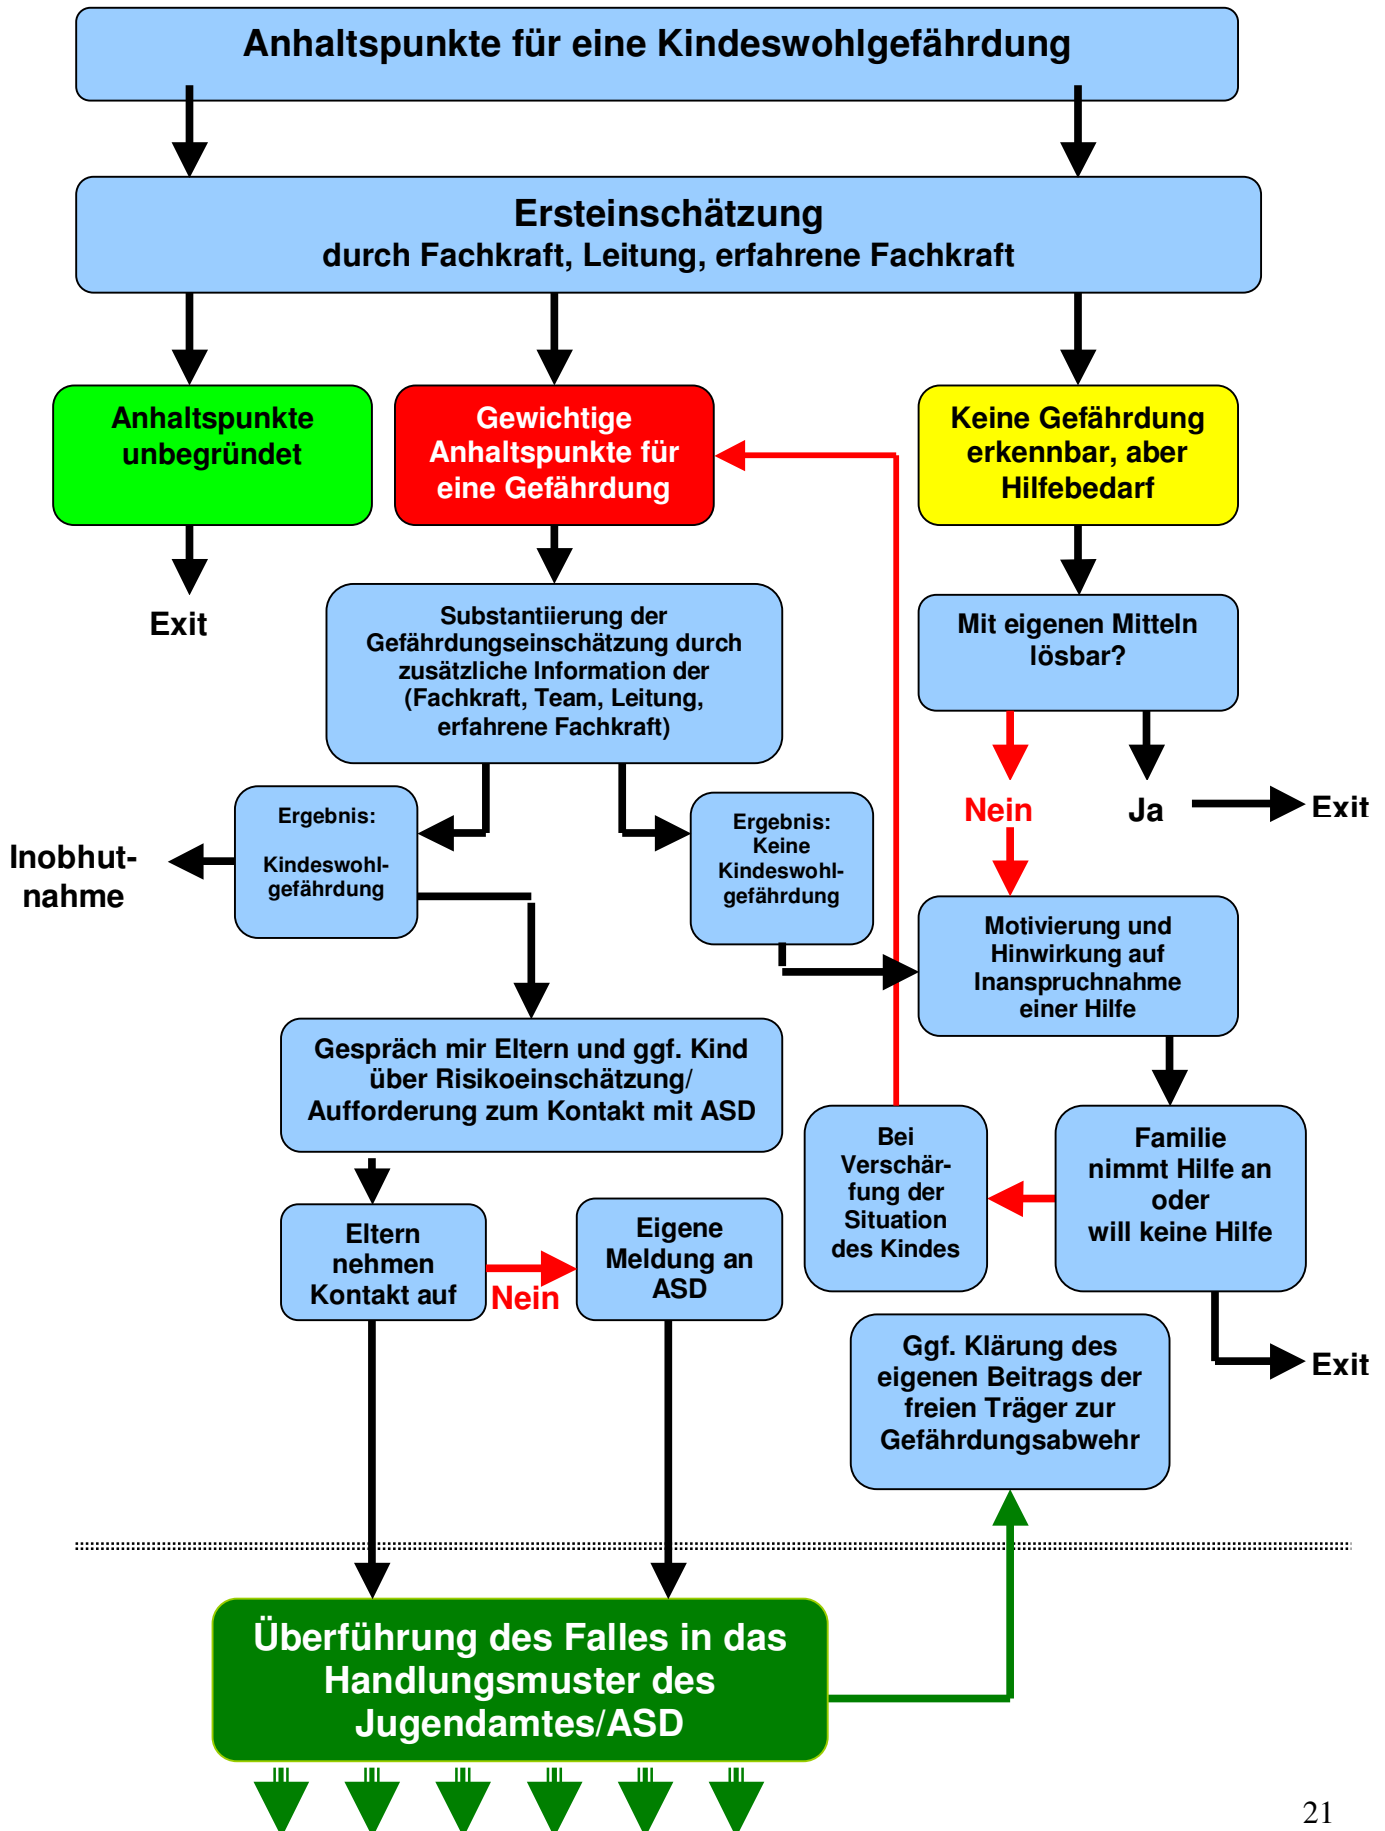 Anhaltspunkte für eine Kindeswohlgefährdung
Ersteinschätzung
durch Fachkraft, Leitung, erfahrene Fachkraft
Anhaltspunkte
unbegründet
Gewichtige
Anhaltspunkte für
eine Gefährdung
Keine Gefährdung
erkennbar, aber
Hilfebedarf
Exit
Substantiierung der
Gefährdungseinschätzung durch
zusätzliche Information der
(Fachkraft, Team, Leitung,
erfahrene Fachkraft)
Mit eigenen Mitteln
lösbar?
Nein
Ja
Exit
Ergebnis:
Kindeswohl-
gefährdung
Ergebnis:
Keine
Kindeswohl-
gefährdung
Inobhut-
nahme
Motivierung und
Hinwirkung auf
Inanspruchnahme
einer Hilfe
Gespräch mir Eltern und ggf. Kind
über Risikoeinschätzung/
Aufforderung zum Kontakt mit ASD
Bei
Verschär-
fung der
Situation
des Kindes
Familie
nimmt Hilfe an
oder
will keine Hilfe
Eltern
nehmen
Kontakt auf
Nein
Eigene
Meldung an
ASD
Exit
Ggf. Klärung des
eigenen Beitrags der
freien Träger zur
Gefährdungsabwehr
Überführung des Falles in das
Handlungsmuster des
Jugendamtes/ASD
21